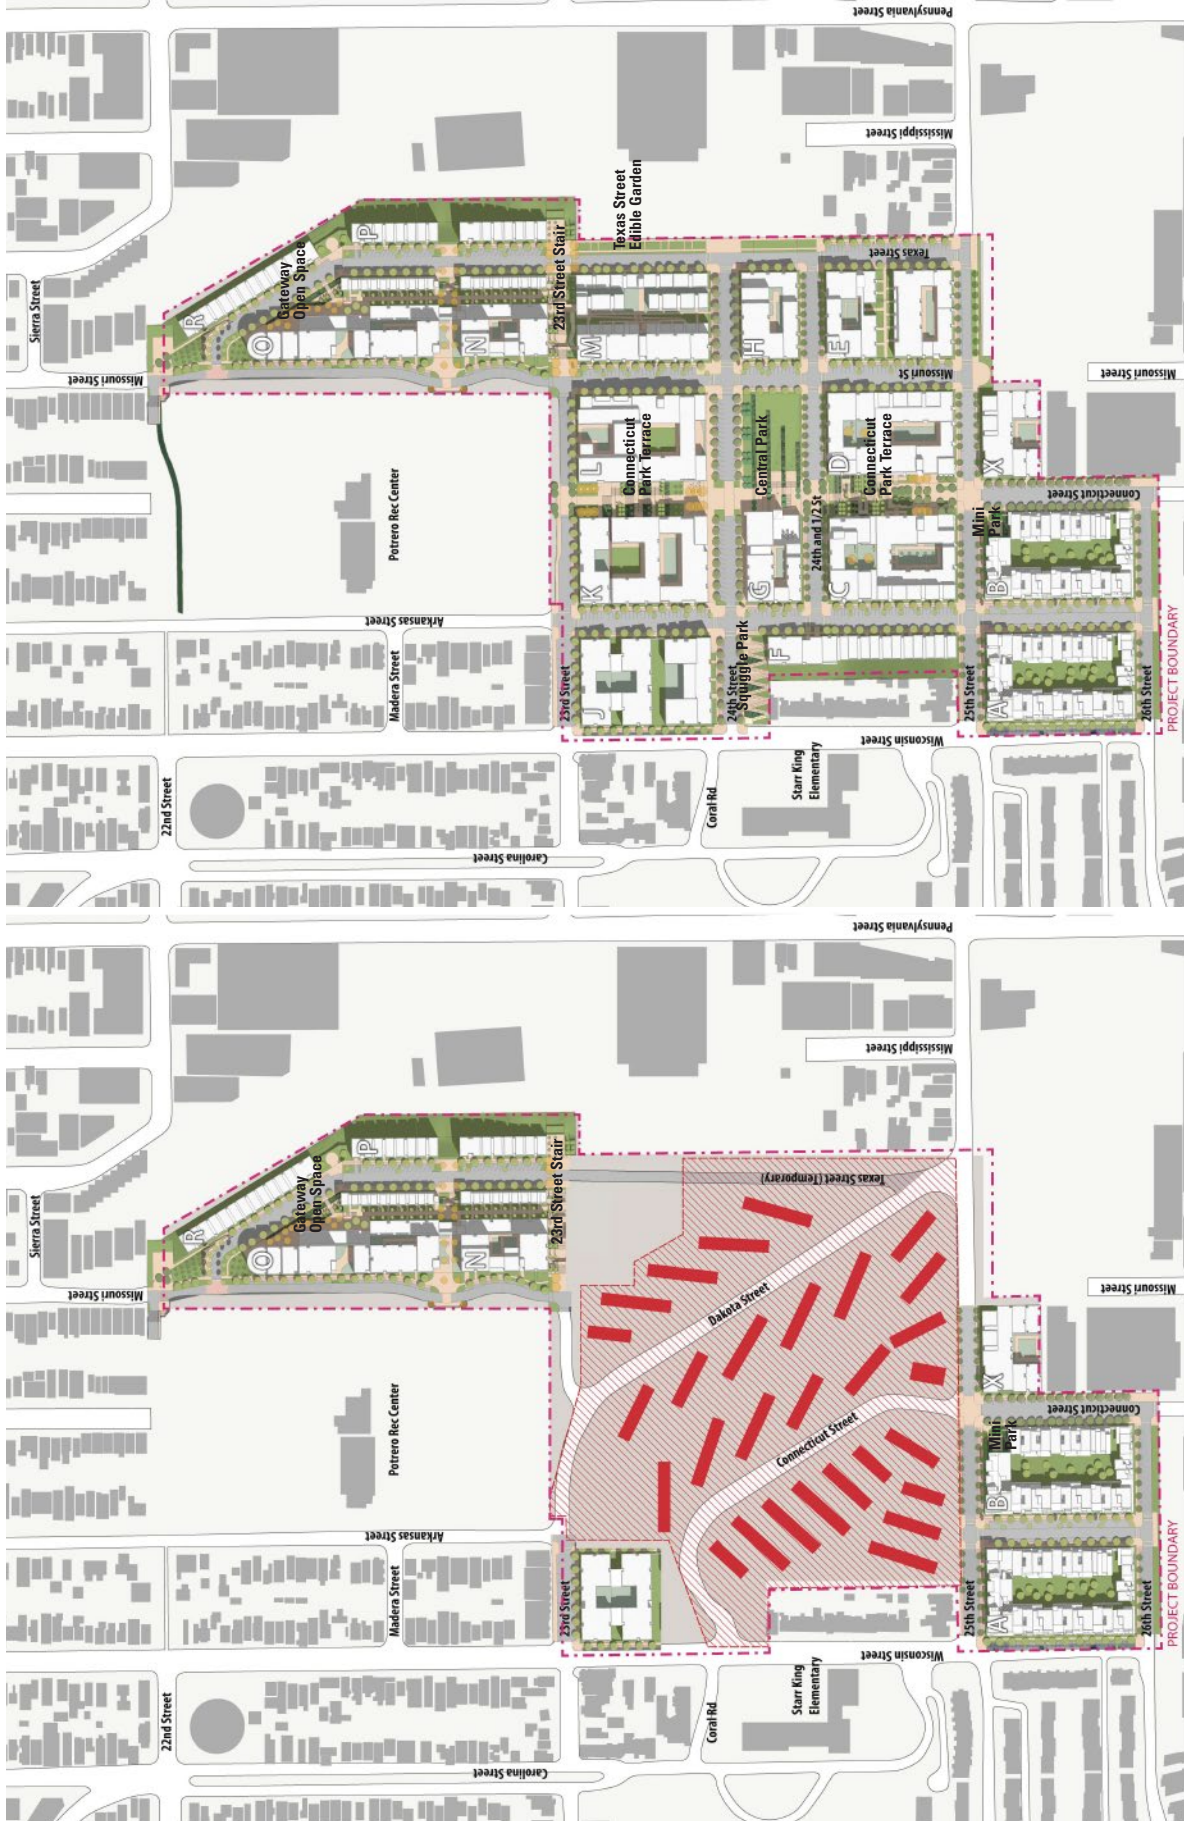 Pennsylvania Street
Mississippi Street
Sierra Street
Missouri Street
R
P
Gateway
Open Space
O
N
23rd Street Stair
Texas Street
Edible Garden
Texas Street
M
H
E
Missouri St
Missouri Street
L
Connecticut
Park Terrace
Central Park
D
Connecticut
Park Terrace
X
Connecticut Street
Potrero Rec Center
K
G
24th and 1/2 St
C
Mini
Park
B
Arkansas Street
Madera Street
23rd Street
J
24th Street
Squiggle Park
F
25th Street
A
26th Street
PROJECT BOUNDARY
Wisconsin Street
22nd Street
Coral Rd
Starr King
Elementary
Carolina Street
Pennsylvania Street
Mississippi Street
Sierra Street
Missouri Street
R
P
Gateway
Open Space
O
N
23rd Street Stair
Texas Street (Temporary)
Dakota Street
Missouri Street
X
Connecticut Street
Connecticut Street
Potrero Rec Center
Mini
Park
B
Arkansas Street
Madera Street
23rd Street
25th Street
A
26th Street
PROJECT BOUNDARY
Wisconsin Street
22nd Street
Coral Rd
Starr King
Elementary
Carolina Street